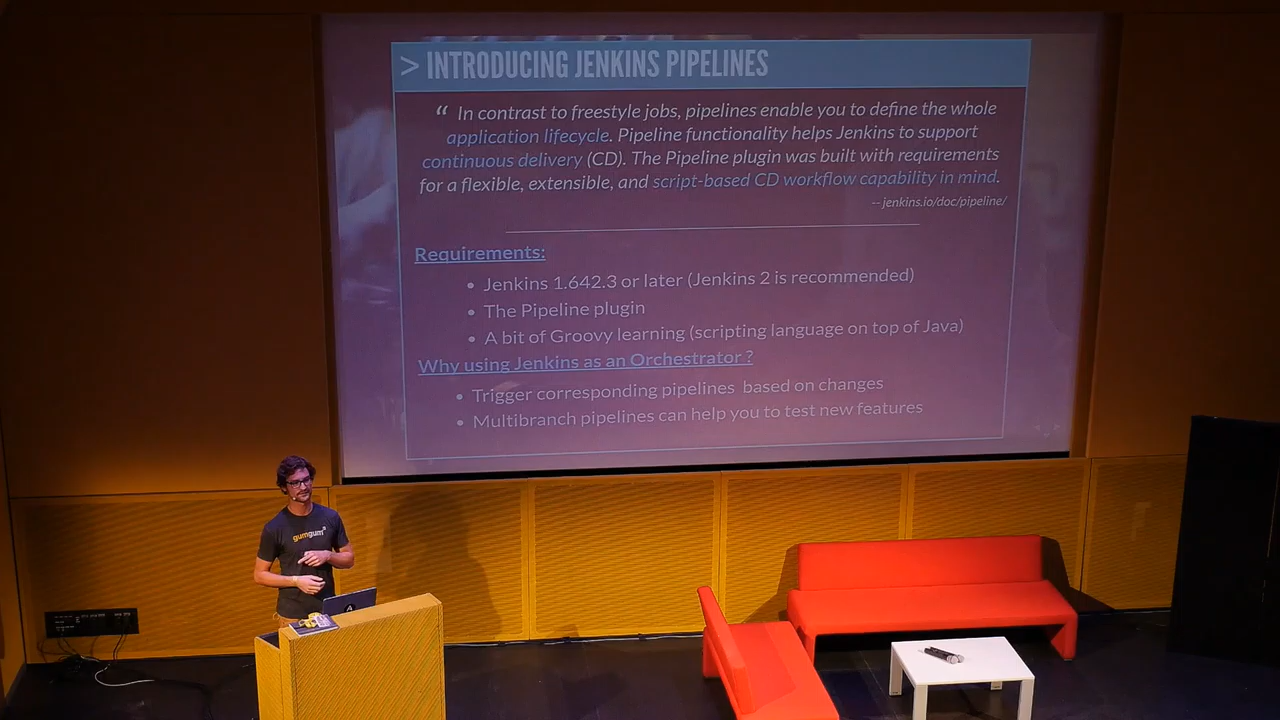 > INTRODUCING JENKINS PIPELINES
“ In contrast to freestyle jobs, pipelines enable you to define the whole
application lifecycle. Pipeline functionality helps Jenkins to support
continuous delivery (CD). The Pipeline plugin was built with requirements
for a flexible, extensible, and script-based CD workflow capability in mind.
-- jenkins.io/doc/pipeline/
Requirements:
• Jenkins 1.642.3 or later (Jenkins 2 is recommended)
• The Pipeline plugin
• A bit of Groovy learning (scripting language on top of Java)
Why using Jenkins as an Orchestrator ?
• Trigger corresponding pipelines based on changes
• Multibranch pipelines can help you to test new features
gumgum